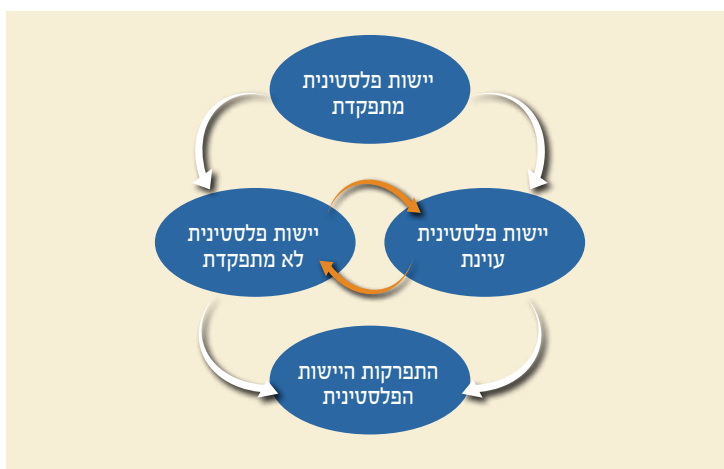 יישות פלסטינית
מתפקדת
יישות פלסטינית
עוינת
יישות פלסטינית
לא מתפקדת
התפרקות היישות
הפלסטינית